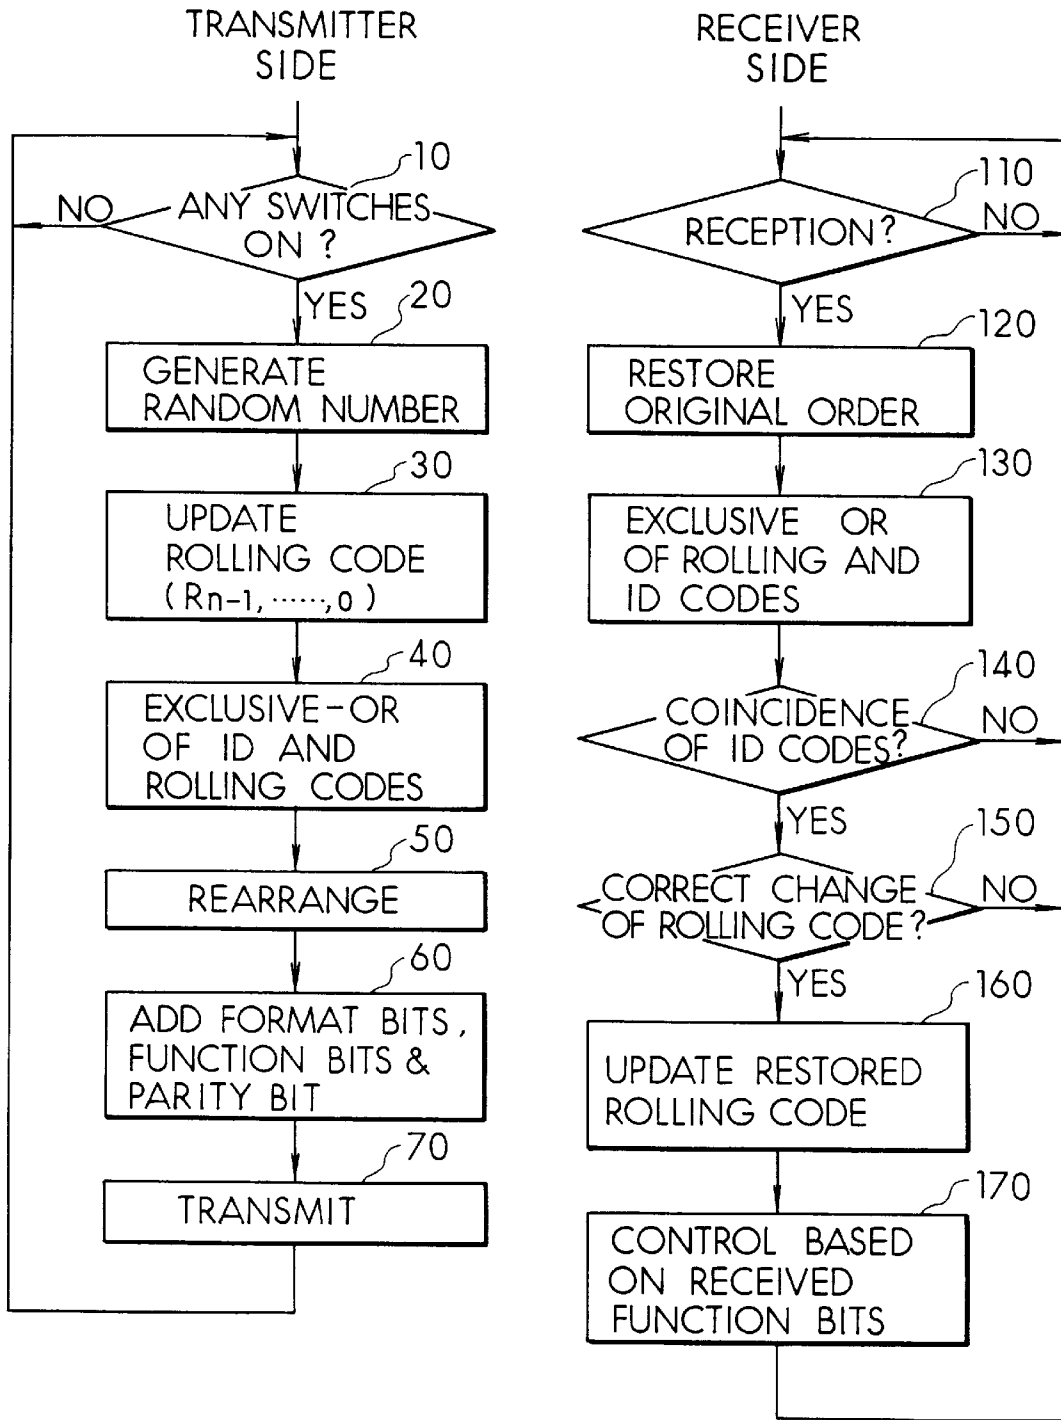 TRANSMITTER
SIDE
10
NO
ANY SWITCHES
ON ?
YES
20
GENERATE
RANDOM NUMBER
30
UPDATE
ROLLING CODE
(Rn-1, ······,0)
40
EXCLUSIVE-OR
OF ID AND
ROLLING CODES
50
REARRANGE
60
ADD FORMAT BITS,
FUNCTION BITS &
PARITY BIT
70
TRANSMIT
RECEIVER
SIDE
110
RECEPTION?
NO
YES
120
RESTORE
ORIGINAL ORDER
130
EXCLUSIVE OR
OF ROLLING AND
ID CODES
140
COINCIDENCE
OF ID CODES?
NO
YES
150
CORRECT CHANGE
OF ROLLING CODE?
NO
YES
160
UPDATE RESTORED
ROLLING CODE
170
CONTROL BASED
ON RECEIVED
FUNCTION BITS